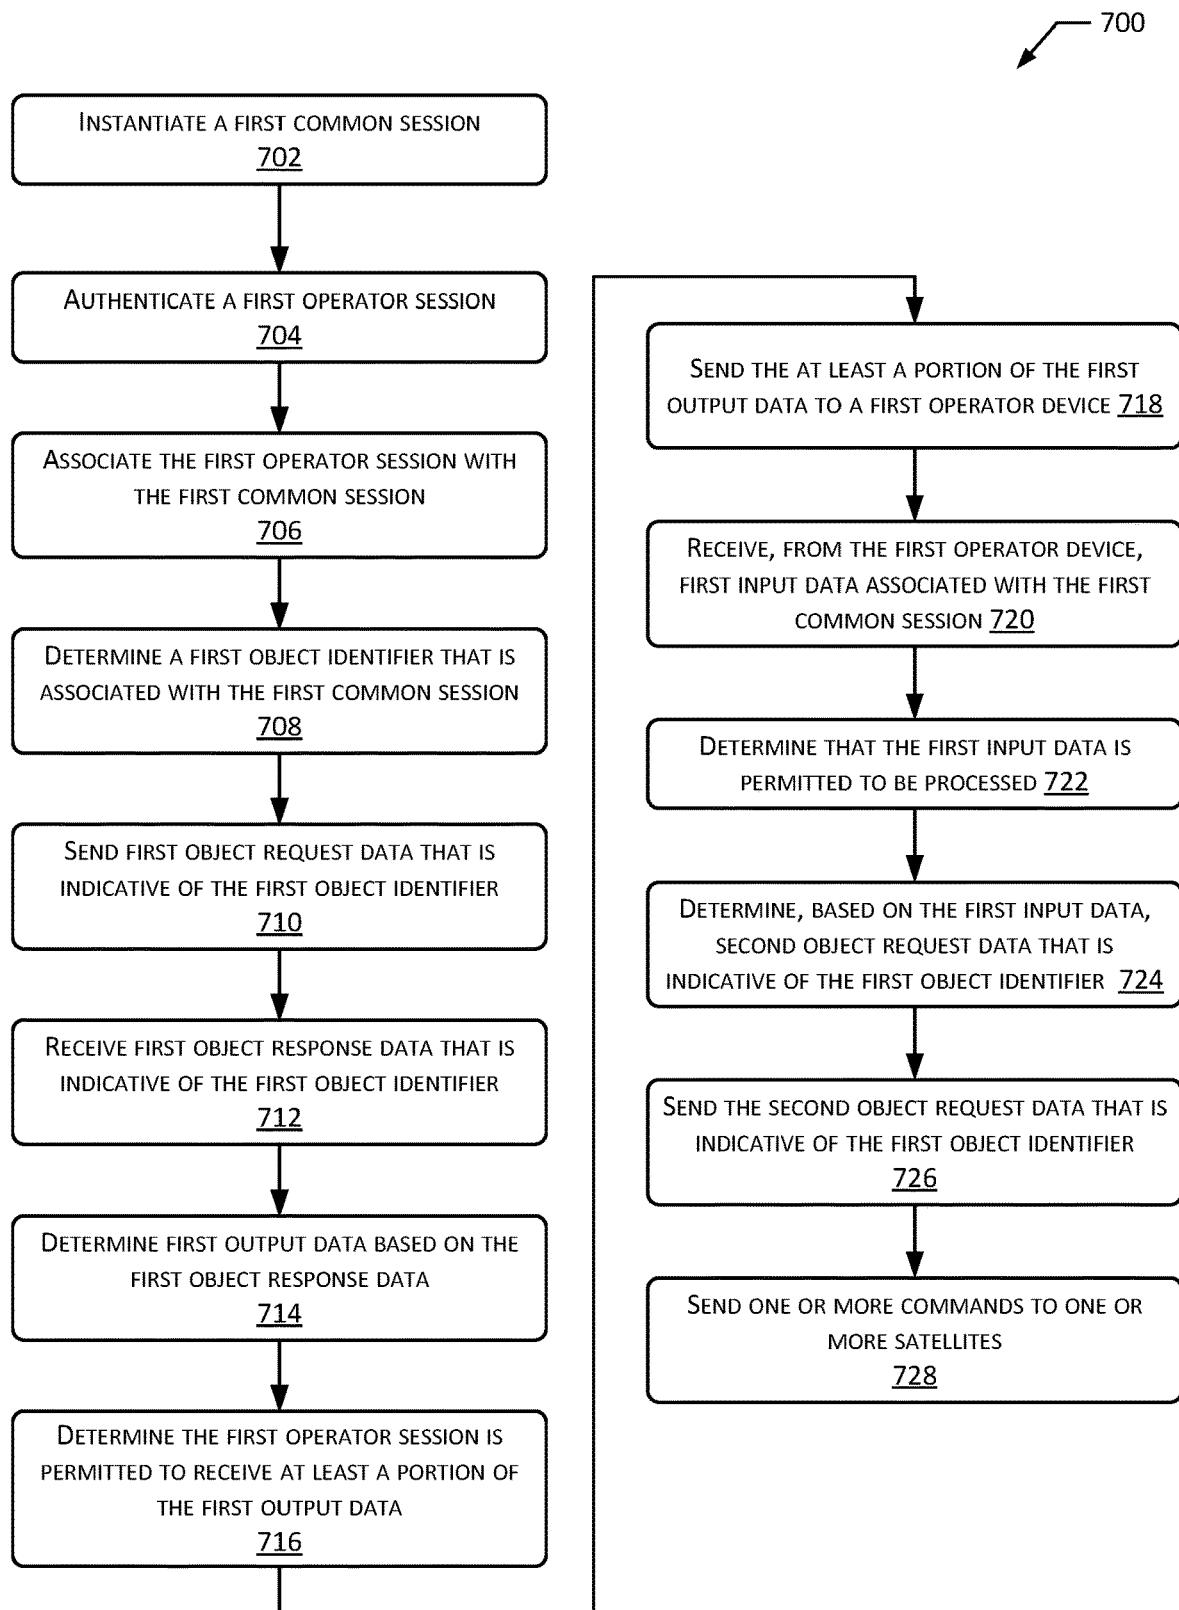 700
INSTANTIATE A FIRST COMMON SESSION
702
AUTHENTICATE A FIRST OPERATOR SESSION
704
ASSOCIATE THE FIRST OPERATOR SESSION WITH
THE FIRST COMMON SESSION
706
DETERMINE A FIRST OBJECT IDENTIFIER THAT IS
ASSOCIATED WITH THE FIRST COMMON SESSION
708
SEND FIRST OBJECT REQUEST DATA THAT IS
INDICATIVE OF THE FIRST OBJECT IDENTIFIER
710
RECEIVE FIRST OBJECT RESPONSE DATA THAT IS
INDICATIVE OF THE FIRST OBJECT IDENTIFIER
712
DETERMINE FIRST OUTPUT DATA BASED ON THE
FIRST OBJECT RESPONSE DATA
714
DETERMINE THE FIRST OPERATOR SESSION IS
PERMITTED TO RECEIVE AT LEAST A PORTION OF
THE FIRST OUTPUT DATA
716
SEND THE AT LEAST A PORTION OF THE FIRST
OUTPUT DATA TO A FIRST OPERATOR DEVICE 718
RECEIVE, FROM THE FIRST OPERATOR DEVICE,
FIRST INPUT DATA ASSOCIATED WITH THE FIRST
COMMON SESSION 720
DETERMINE THAT THE FIRST INPUT DATA IS
PERMITTED TO BE PROCESSED 722
DETERMINE, BASED ON THE FIRST INPUT DATA,
SECOND OBJECT REQUEST DATA THAT IS
INDICATIVE OF THE FIRST OBJECT IDENTIFIER 724
SEND THE SECOND OBJECT REQUEST DATA THAT IS
INDICATIVE OF THE FIRST OBJECT IDENTIFIER
726
SEND ONE OR MORE COMMANDS TO ONE OR
MORE SATELLITES
728